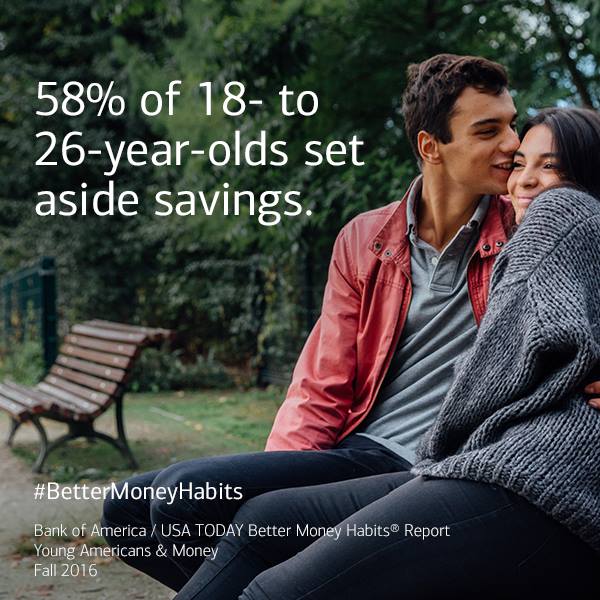 58% of 18- to
26-year-olds set
aside savings.
#BetterMoneyHabits
Bank of America / USA TODAY Better Money Habits® Report
Young Americans & Money
Fall 2016